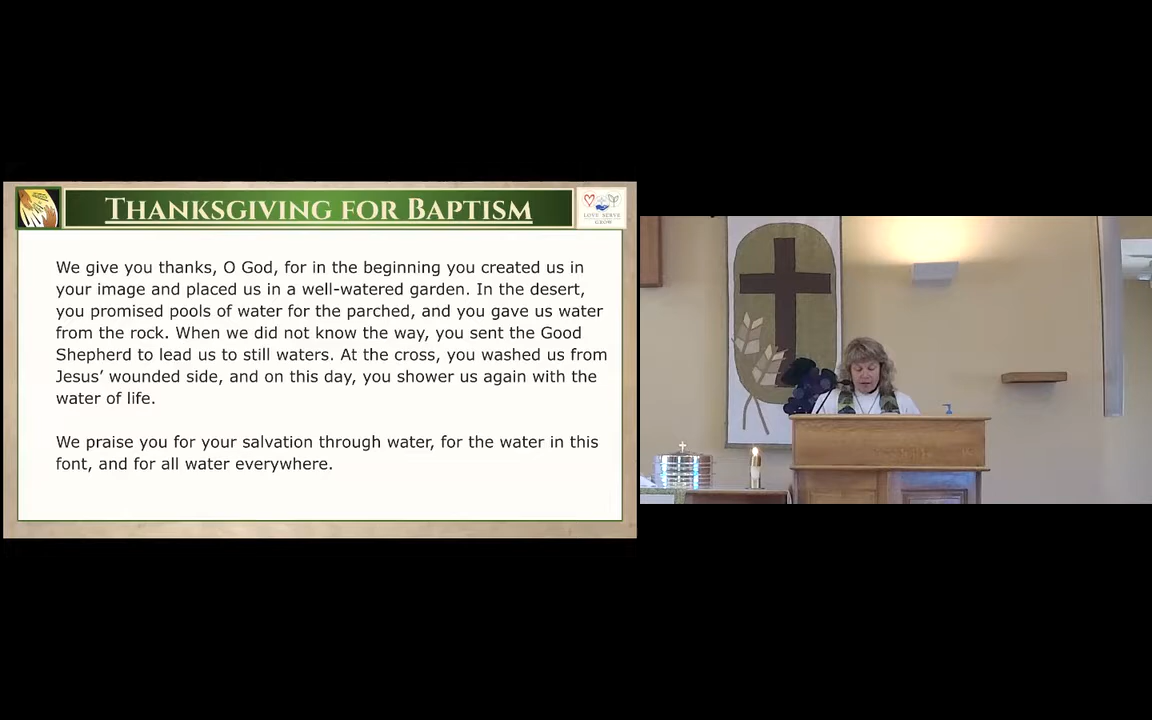 THANKSGIVING FOR BAPTISM
LOVE SERVE
GROW
We give you thanks, O God, for in the beginning you created us in
your image and placed us in a well-watered garden. In the desert,
you promised pools of water for the parched, and you gave us water
from the rock. When we did not know the way, you sent the Good
Shepherd to lead us to still waters. At the cross, you washed us from
Jesus’ wounded side, and on this day, you shower us again with the
water of life.
We praise you for your salvation through water, for the water in this
font, and for all water everywhere.